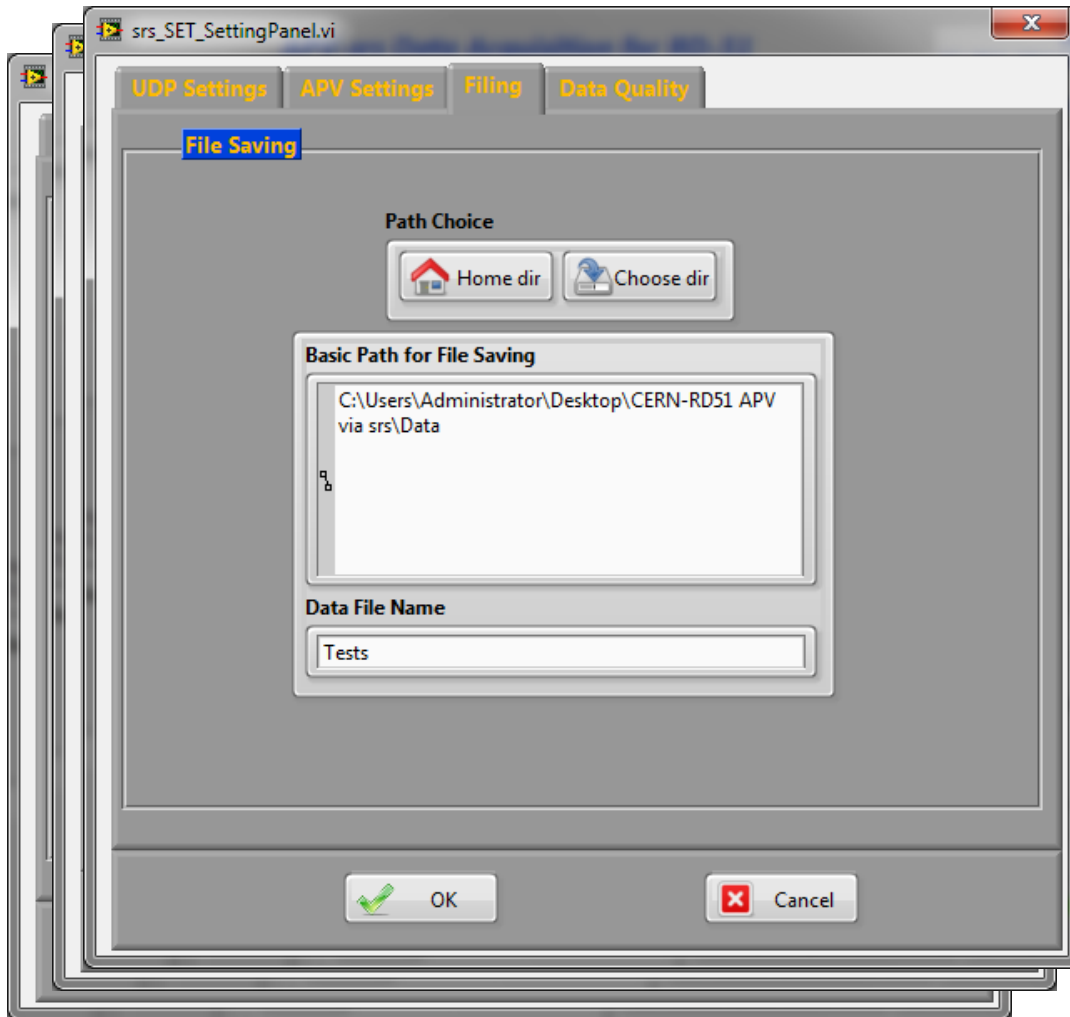 srs_SET_SettingPanel.vi
UDP Settings
APV Settings
Filing
Data Quality
File Saving
Path Choice
Home dir
Choose dir
Basic Path for File Saving
C:\Users\Administrator\Desktop\CERN-RD51 APV
via srs\Data
Data File Name
Tests
OK
Cancel